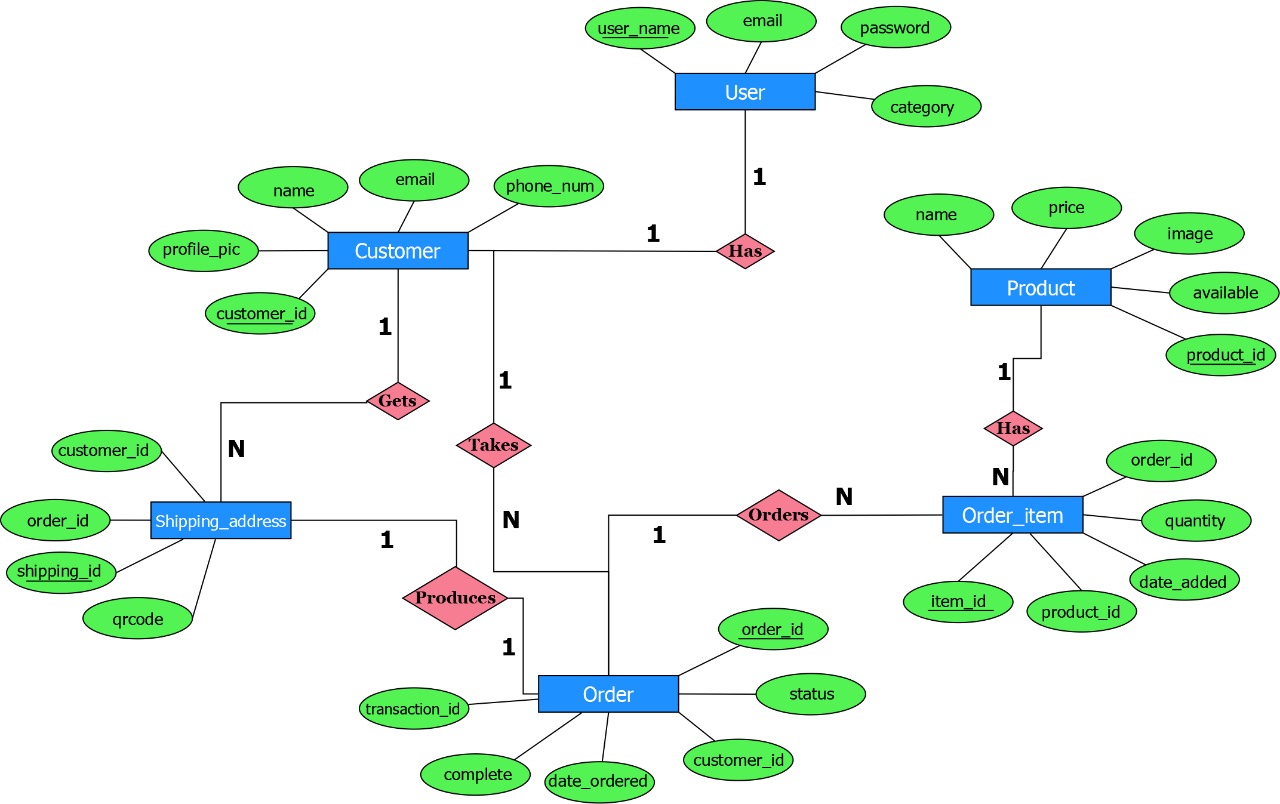 user_name
email
password
User
category
name
email
phone_num
1
name
price
image
profile_pic
Customer
1
Has
Product
available
customer_id
1
product_id
1
1
Gets
Has
customer_id
N
Takes
order_id
N
order_id
Shipping_address
1
N
1
Orders
N
Order_item
quantity
shipping_id
qrcode
Produces
item_id
product_id
date_added
1
order_id
transaction_id
Order
status
complete
date_ordered
customer_id